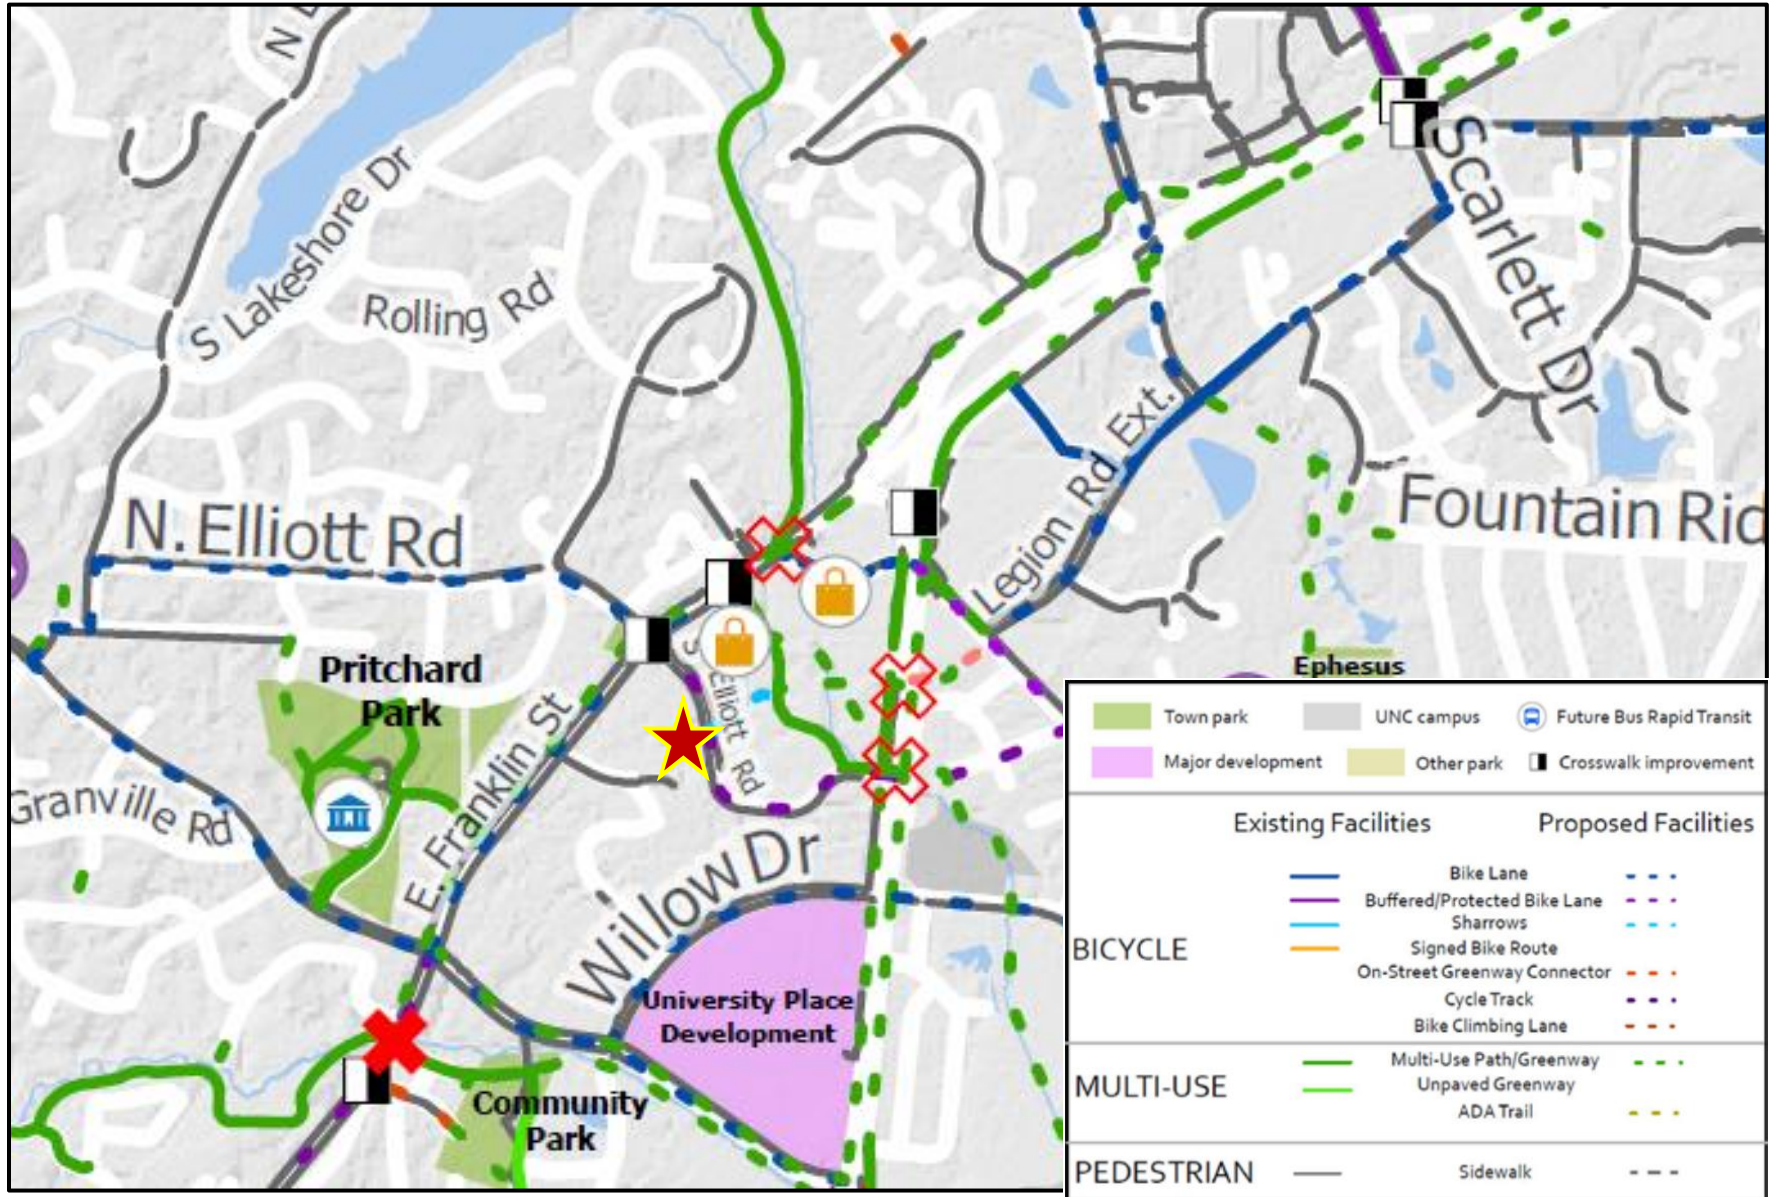 N
S Lakeshore Dr
Rolling Rd
Scarlett Dr
N. Elliott Rd
Legion Rd Ext.
Fountain Rid
S Elliott Rd
Pritchard
Park
Ephesus
E. Franklin St
Granville Rd
Willow Dr
University Place
Development
Community
Park
Town park
UNC campus
Future Bus Rapid Transit
Major development
Other park
Crosswalk improvement
Existing Facilities
Proposed Facilities
BICYCLE
Bike Lane
Buffered/Protected Bike Lane
Sharrows
Signed Bike Route
On-Street Greenway Connector
Cycle Track
Bike Climbing Lane
MULTI-USE
Multi-Use Path/Greenway
Unpaved Greenway
ADA Trail
PEDESTRIAN
Sidewalk